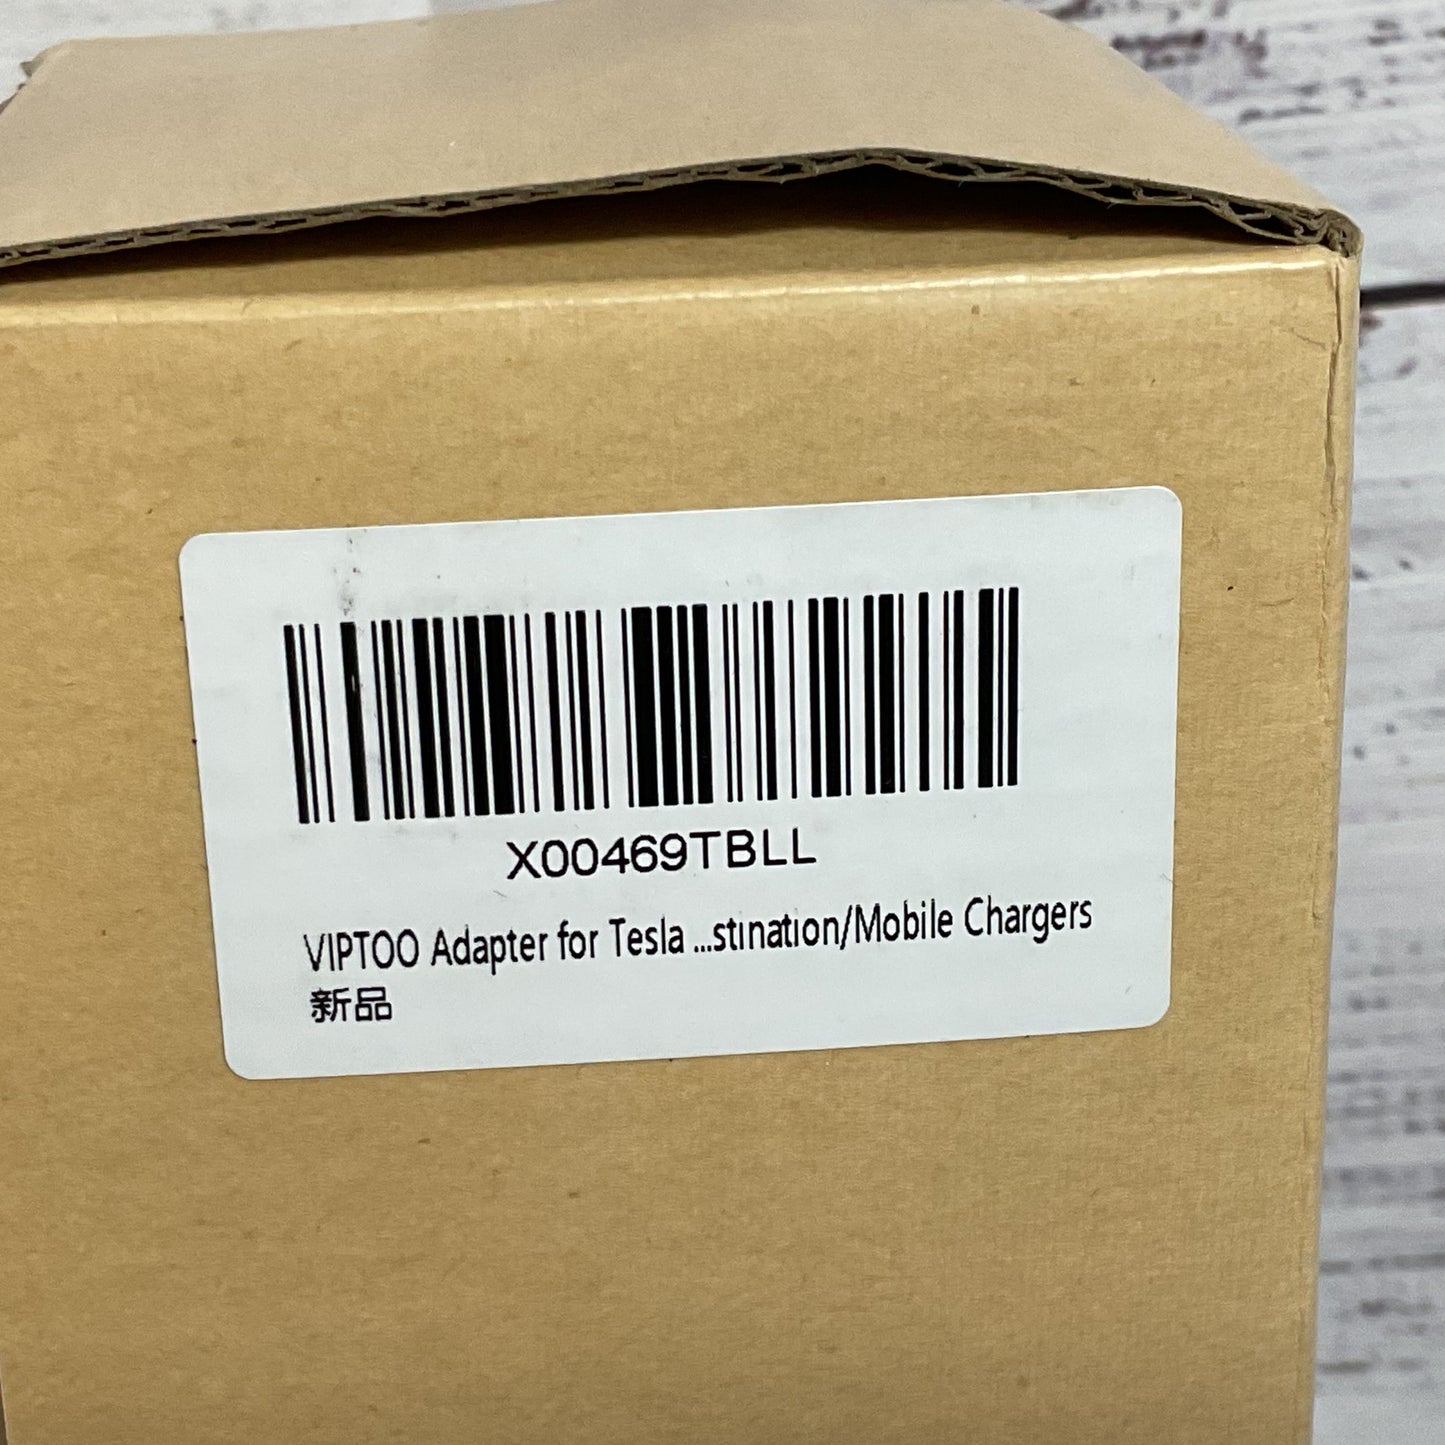 X00469TBLL
VIPTOO Adapter for Tesla ...stination/Mobile Chargers
新品